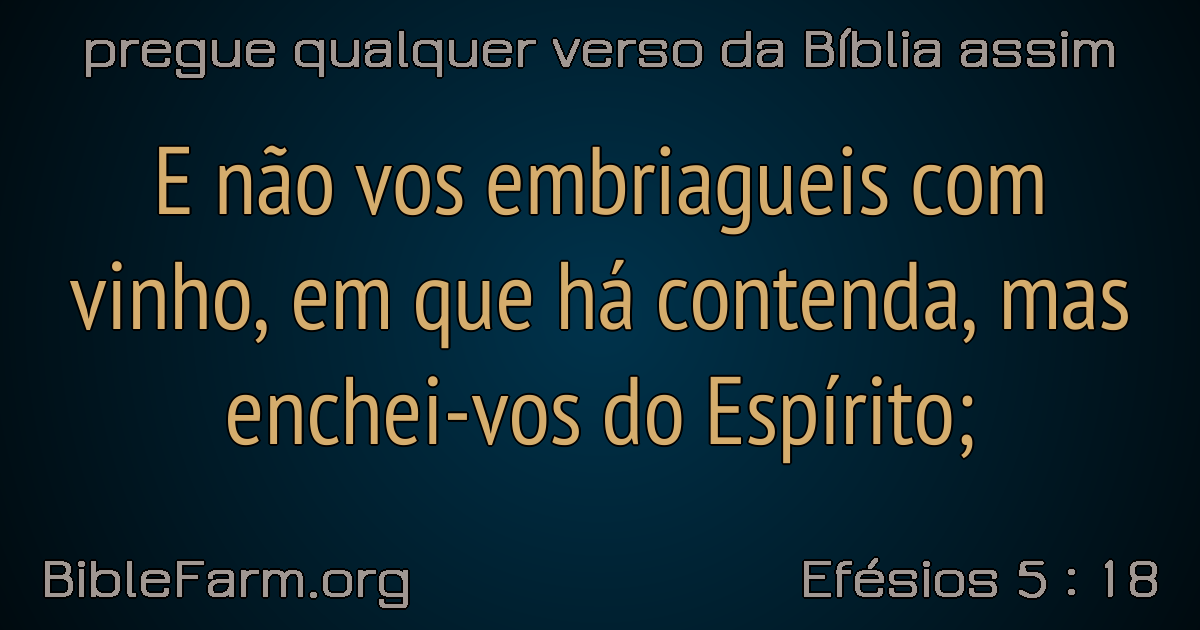 pregue qualquer verso da Bíblia assim
E não vos embriagueis com
vinho, em que há contenda, mas
enchei-vos do Espírito;
BibleFarm.org
Efésios 5 : 18